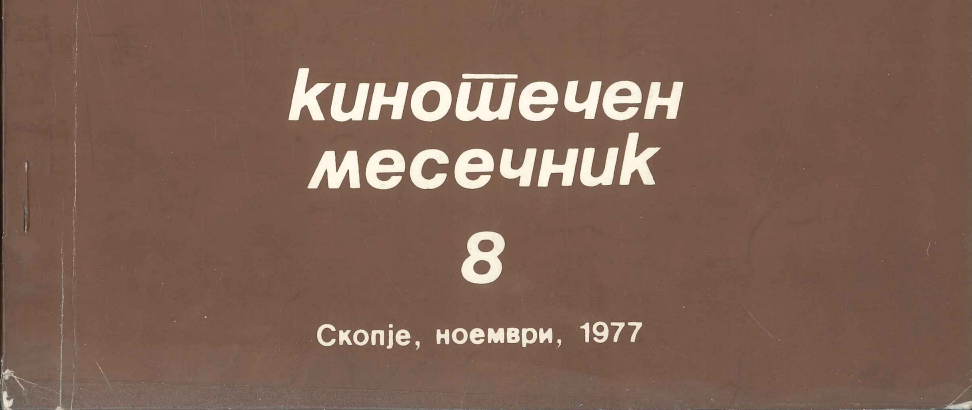 кинотечен
месечник
8
Скопје, ноември, 1977